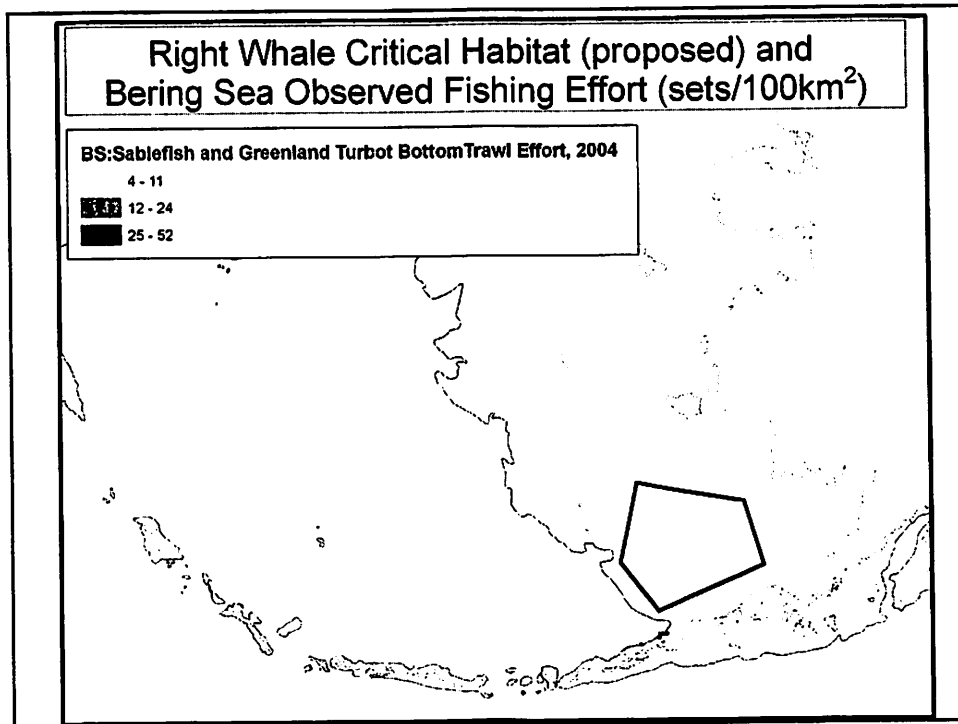 Right Whale Critical Habitat (proposed) and
Bering Sea Observed Fishing Effort (sets/100km²)
BS:Sablefish and Greenland Turbot BottomTrawl Effort, 2004
4 - 11
12 - 24
25 - 52